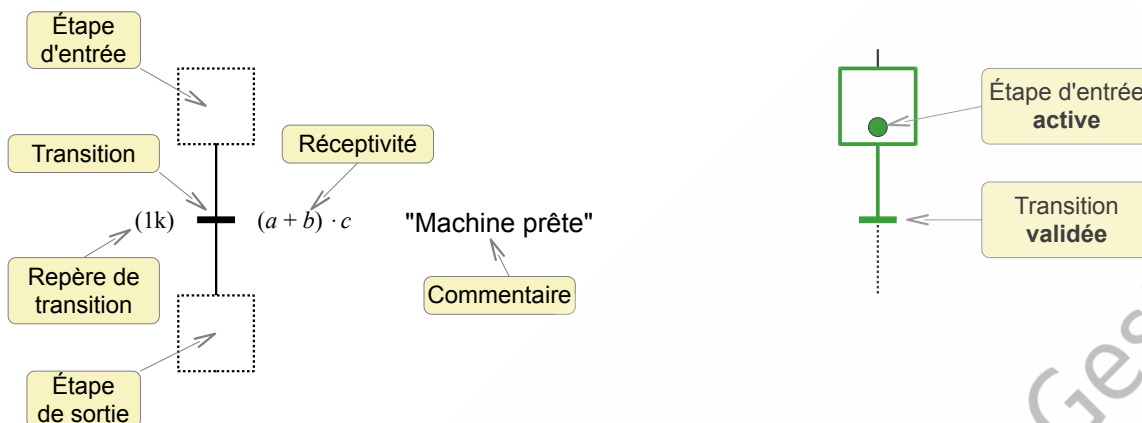 Étape
d'entrée
Transition
Réceptivité
(1k)
(a + b) · c
"Machine prête"
Repère de
transition
Commentaire
Étape
de sortie
Étape d'entrée
active
Transition
validée